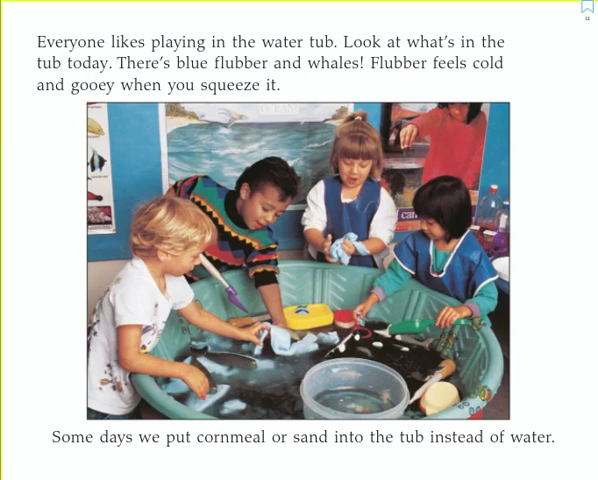 12
Everyone likes playing in the water tub. Look at what's in the
tub today. There's blue flubber and whales! Flubber feels cold
and gooey when you squeeze it.
can
Some days we put cornmeal or sand into the tub instead of water.